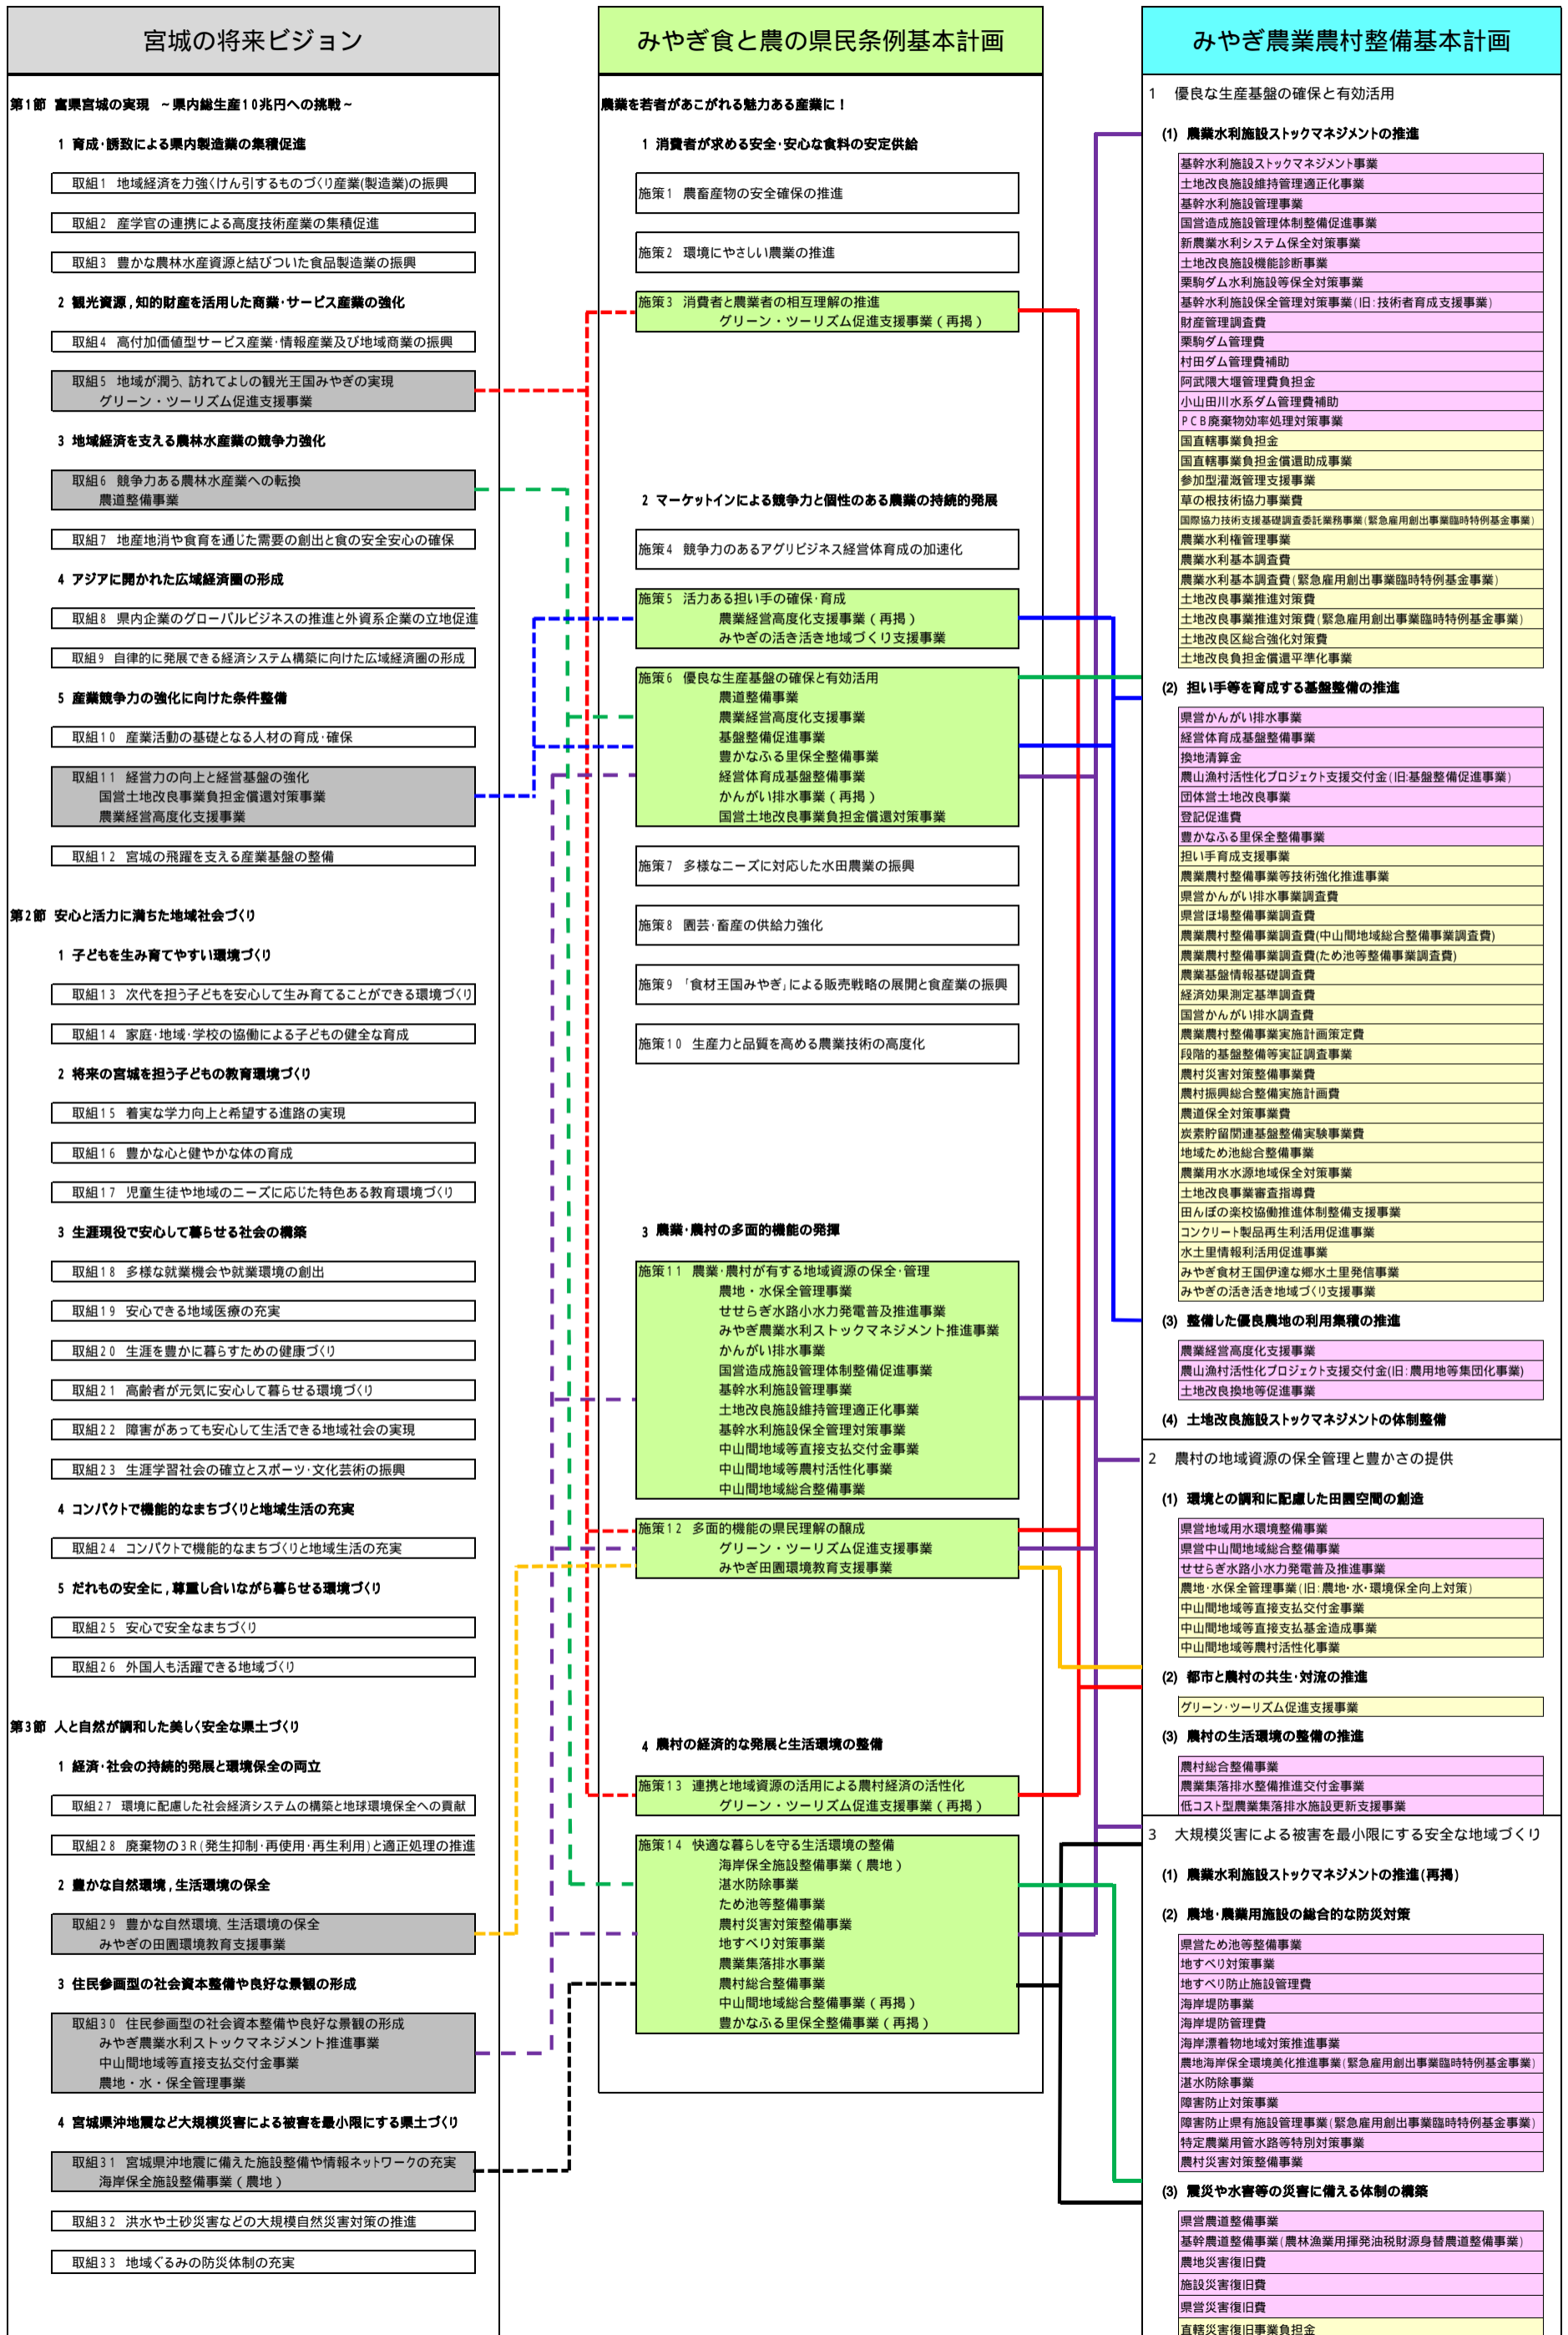 宮城の将来ビジョン
第1節 富県宮城の実現 ～県内総生産10兆円への挑戦～
1 育成・誘致による県内製造業の集積促進
取組1 地域経済を力強くけん引するものづくり産業(製造業)の振興
取組2 産学官の連携による高度技術産業の集積促進
取組3 豊かな農林水産資源と結びついた食品製造業の振興
2 観光資源，知的財産を活用した商業・サービス産業の強化
取組4 高付加価値型サービス産業・情報産業及び地域商業の振興
取組5 地域が潤う、訪れてよしの観光王国みやぎの実現
グリーン・ツーリズム促進支援事業
3 地域経済を支える農林水産業の競争力強化
取組6 競争力ある農林水産業への転換
農道整備事業
取組7 地産地消や食育を通じた需要の創出と食の安全安心の確保
4 アジアに開かれた広域経済圏の形成
取組8 県内企業のグローバルビジネスの推進と外資系企業の立地促進
取組9 自律的に発展できる経済システム構築に向けた広域経済圏の形成
5 産業競争力の強化に向けた条件整備
取組10 産業活動の基礎となる人材の育成・確保
取組11 経営力の向上と経営基盤の強化
国営土地改良事業負担金償還対策事業
農業経営高度化支援事業
取組12 宮城の飛躍を支える産業基盤の整備
第2節 安心と活力に満ちた地域社会づくり
1 子どもを生み育てやすい環境づくり
取組13 次代を担う子どもを安心して生み育てることができる環境づくり
取組14 家庭・地域・学校の協働による子どもの健全な育成
2 将来の宮城を担う子どもの教育環境づくり
取組15 着実な学力向上と希望する進路の実現
取組16 豊かな心と健やかな体の育成
取組17 児童生徒や地域のニーズに応じた特色ある教育環境づくり
3 生涯現役で安心して暮らせる社会の構築
取組18 多様な就業機会や就業環境の創出
取組19 安心できる地域医療の充実
取組20 生涯を豊かに暮らすための健康づくり
取組21 高齢者が元気に安心して暮らせる環境づくり
取組22 障害があっても安心して生活できる地域社会の実現
取組23 生涯学習社会の確立とスポーツ・文化芸術の振興
4 コンパクトで機能的なまちづくりと地域生活の充実
取組24 コンパクトで機能的なまちづくりと地域生活の充実
5 だれもの安全に，尊重し合いながら暮らせる環境づくり
取組25 安心で安全なまちづくり
取組26 外国人も活躍できる地域づくり
第3節 人と自然が調和した美しく安全な県土づくり
1 経済・社会の持続的発展と環境保全の両立
取組27 環境に配慮した社会経済システムの構築と地球環境保全への貢献
取組28 廃棄物の3R(発生抑制・再使用・再生利用)と適正処理の推進
2 豊かな自然環境，生活環境の保全
取組29 豊かな自然環境、生活環境の保全
みやぎの田園環境教育支援事業
3 住民参画型の社会資本整備や良好な景観の形成
取組30 住民参画型の社会資本整備や良好な景観の形成
みやぎ農業水利ストックマネジメント推進事業
中山間地域等直接支払交付金事業
農地・水・保全管理事業
4 宮城県沖地震など大規模災害による被害を最小限にする県土づくり
取組31 宮城県沖地震に備えた施設整備や情報ネットワークの充実
海岸保全施設整備事業（農地）
取組32 洪水や土砂災害などの大規模自然災害対策の推進
取組33 地域ぐるみの防災体制の充実
みやぎ食と農の県民条例基本計画
農業を若者があこがれる魅力ある産業に！
1 消費者が求める安全・安心な食料の安定供給
施策1 農畜産物の安全確保の推進
施策2 環境にやさしい農業の推進
施策3 消費者と農業者の相互理解の推進
グリーン・ツーリズム促進支援事業（再掲）
2 マーケットインによる競争力と個性のある農業の持続的発展
施策4 競争力のあるアグリビジネス経営体育成の加速化
施策5 活力ある担い手の確保・育成
農業経営高度化支援事業（再掲）
みやぎの活き活き地域づくり支援事業
施策6 優良な生産基盤の確保と有効活用
農道整備事業
農業経営高度化支援事業
基盤整備促進事業
豊かなふる里保全整備事業
経営体育成基盤整備事業
かんがい排水事業（再掲）
国営土地改良事業負担金償還対策事業
施策7 多様なニーズに対応した水田農業の振興
施策8 園芸・畜産の供給力強化
施策9 「食材王国みやぎ」による販売戦略の展開と食産業の振興
施策10 生産力と品質を高める農業技術の高度化
3 農業・農村の多面的機能の発揮
施策11 農業・農村が有する地域資源の保全・管理
農地・水保全管理事業
せせらぎ水路小水力発電普及推進事業
みやぎ農業水利ストックマネジメント推進事業
かんがい排水事業
国営造成施設管理体制整備促進事業
基幹水利施設管理事業
土地改良施設維持管理適正化事業
基幹水利施設保全管理対策事業
中山間地域等直接支払交付金事業
中山間地域等農村活性化事業
中山間地域総合整備事業
施策12 多面的機能の県民理解の醸成
グリーン・ツーリズム促進支援事業
みやぎ田園環境教育支援事業
4 農村の経済的な発展と生活環境の整備
施策13 連携と地域資源の活用による農村経済の活性化
グリーン・ツーリズム促進支援事業（再掲）
施策14 快適な暮らしを守る生活環境の整備
海岸保全施設整備事業（農地）
湛水防除事業
ため池等整備事業
農村災害対策整備事業
地すべり対策事業
農業集落排水事業
農村総合整備事業
中山間地域総合整備事業（再掲）
豊かなふる里保全整備事業（再掲）
みやぎ農業農村整備基本計画
1 優良な生産基盤の確保と有効活用
(1) 農業水利施設ストックマネジメントの推進
基幹水利施設ストックマネジメント事業
土地改良施設維持管理適正化事業
基幹水利施設管理事業
国営造成施設管理体制整備促進事業
新農業水利システム保全対策事業
土地改良施設機能診断事業
栗駒ダム水利施設等保全対策事業
基幹水利施設保全管理対策事業(旧：技術者育成支援事業)
財産管理調査費
栗駒ダム管理費
村田ダム管理費補助
阿武隈大堰管理費負担金
小山田川水系ダム管理費補助
PCB廃棄物効率処理対策事業
国直轄事業負担金
国直轄事業負担金償還助成事業
参加型灌漑管理支援事業
草の根技術協力事業費
国際協力技術支援基礎調査委託業務事業(緊急雇用創出事業臨時特例基金事業)
農業水利権管理事業
農業水利基本調査費
農業水利基本調査費(緊急雇用創出事業臨時特例基金事業)
土地改良事業推進対策費
土地改良事業推進対策費(緊急雇用創出事業臨時特例基金事業)
土地改良区総合強化対策費
土地改良負担金償還平準化事業
(2) 担い手等を育成する基盤整備の推進
県営かんがい排水事業
経営体育成基盤整備事業
換地清算金
農山漁村活性化プロジェクト支援交付金(旧:基盤整備促進事業)
団体営土地改良事業
登記促進費
豊かなふる里保全整備事業
担い手育成支援事業
農業農村整備事業等技術強化推進事業
県営かんがい排水事業調査費
県営ほ場整備事業調査費
農業農村整備事業調査費(中山間地域総合整備事業調査費)
農業農村整備事業調査費(ため池等整備事業調査費)
農業基盤情報基礎調査費
経済効果測定基準調査費
国営かんがい排水調査費
農業農村整備事業実施計画策定費
段階的基盤整備等実証調査事業
農村災害対策整備事業費
農村振興総合整備実施計画費
農道保全対策事業費
炭素貯留関連基盤整備実験事業費
地域ため池総合整備事業
農業用水水源地域保全対策事業
土地改良事業審査指導費
田んぼの楽校協働推進体制整備支援事業
コンクリート製品再生利活用促進事業
水土里情報利活用促進事業
みやぎ食材王国伊達な郷水土里発信事業
みやぎの活き活き地域づくり支援事業
(3) 整備した優良農地の利用集積の推進
農業経営高度化支援事業
農山漁村活性化プロジェクト支援交付金(旧：農用地等集団化事業)
土地改良換地等促進事業
(4) 土地改良施設ストックマネジメントの体制整備
2 農村の地域資源の保全管理と豊かさの提供
(1) 環境との調和に配慮した田園空間の創造
県営地域用水環境整備事業
県営中山間地域総合整備事業
せせらぎ水路小水力発電普及推進事業
農地・水保全管理事業(旧：農地・水・環境保全向上対策)
中山間地域等直接支払交付金事業
中山間地域等直接支払基金造成事業
中山間地域等農村活性化事業
(2) 都市と農村の共生・対流の推進
グリーン・ツーリズム促進支援事業
(3) 農村の生活環境の整備の推進
農村総合整備事業
農業集落排水整備推進交付金事業
低コスト型農業集落排水施設更新支援事業
3 大規模災害による被害を最小限にする安全な地域づくり
(1) 農業水利施設ストックマネジメントの推進(再掲)
(2) 農地・農業用施設の総合的な防災対策
県営ため池等整備事業
地すべり対策事業
地すべり防止施設管理費
海岸堤防事業
海岸堤防管理費
海岸漂着物地域対策推進事業
農地海岸保全環境美化推進事業(緊急雇用創出事業臨時特例基金事業)
湛水防除事業
障害防止対策事業
障害防止県有施設管理事業(緊急雇用創出事業臨時特例基金事業)
特定農業用管水路等特別対策事業
農村災害対策整備事業
(3) 震災や水害等の災害に備える体制の構築
県営農道整備事業
基幹農道整備事業(農林漁業用揮発油税財源身替農道整備事業)
農地災害復旧費
施設災害復旧費
県営災害復旧費
直轄災害復旧事業負担金